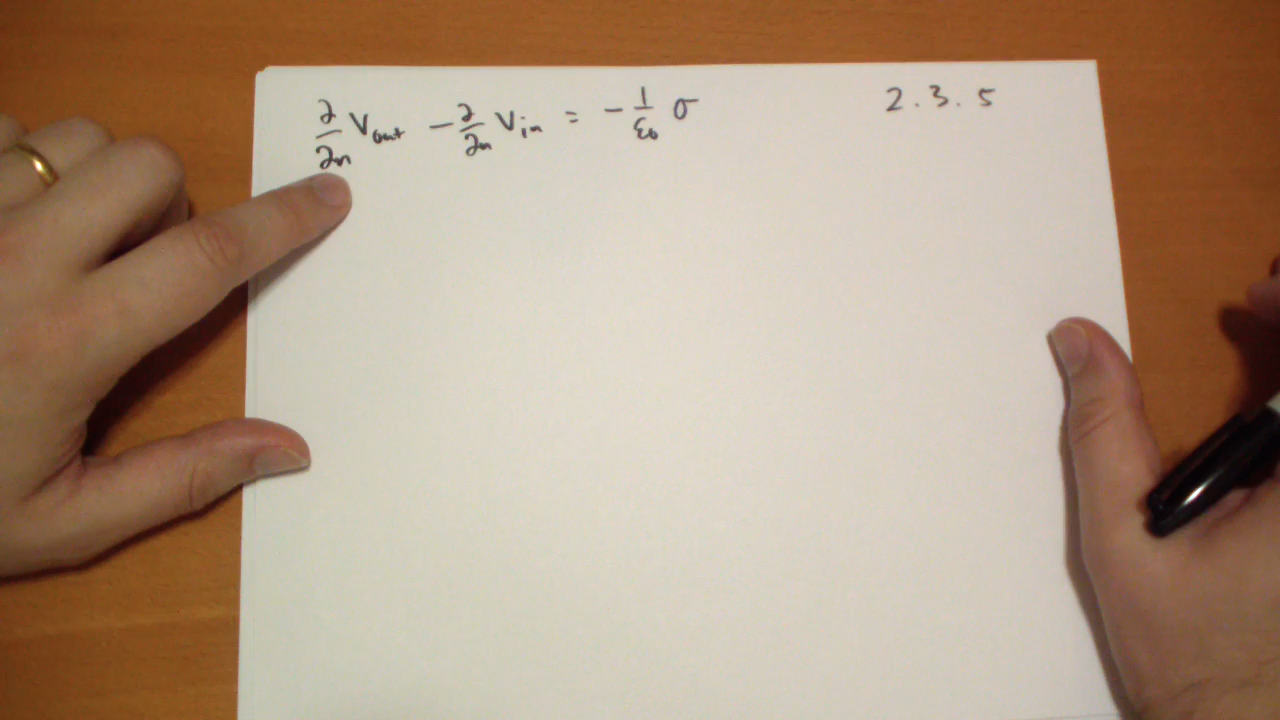 ∂/∂n V_out − ∂/∂n V_in = − 1/ε₀ σ
2.3.5